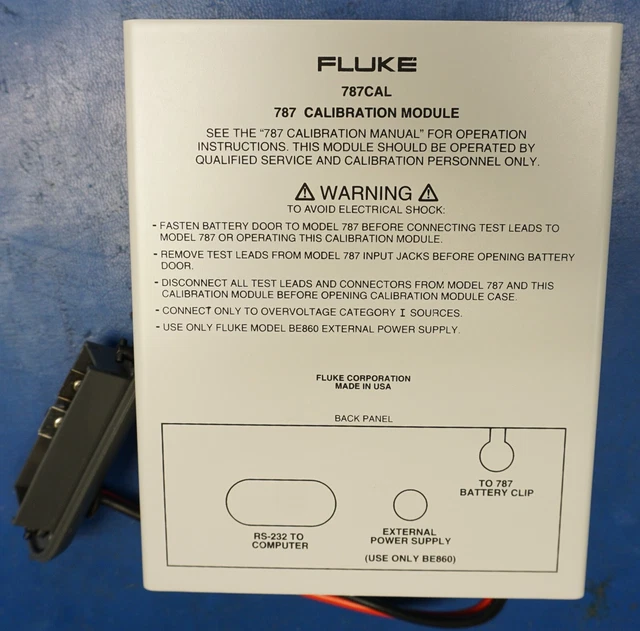 FLUKE
787CAL
787 CALIBRATION MODULE
SEE THE "787 CALIBRATION MANUAL" FOR OPERATION
INSTRUCTIONS. THIS MODULE SHOULD BE OPERATED BY
QUALIFIED SERVICE AND CALIBRATION PERSONNEL ONLY.
⚠ WARNING ⚠
TO AVOID ELECTRICAL SHOCK:
- FASTEN BATTERY DOOR TO MODEL 787 BEFORE CONNECTING TEST LEADS TO
MODEL 787 OR OPERATING THIS CALIBRATION MODULE.
- REMOVE TEST LEADS FROM MODEL 787 INPUT JACKS BEFORE OPENING BATTERY
DOOR.
- DISCONNECT ALL TEST LEADS AND CONNECTORS FROM MODEL 787 AND THIS
CALIBRATION MODULE BEFORE OPENING CALIBRATION MODULE CASE.
- CONNECT ONLY TO OVERVOLTAGE CATEGORY I SOURCES.
- USE ONLY FLUKE MODEL BE860 EXTERNAL POWER SUPPLY.
FLUKE CORPORATION
MADE IN USA
BACK PANEL
TO 787
BATTERY CLIP
RS-232 TO
COMPUTER
EXTERNAL
POWER SUPPLY
(USE ONLY BE860)